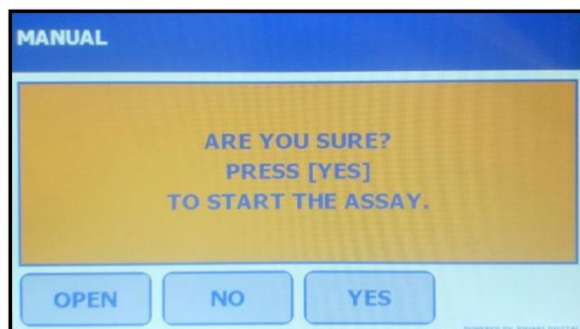 MANUAL
ARE YOU SURE?
PRESS [YES]
TO START THE ASSAY.
OPEN NO YES